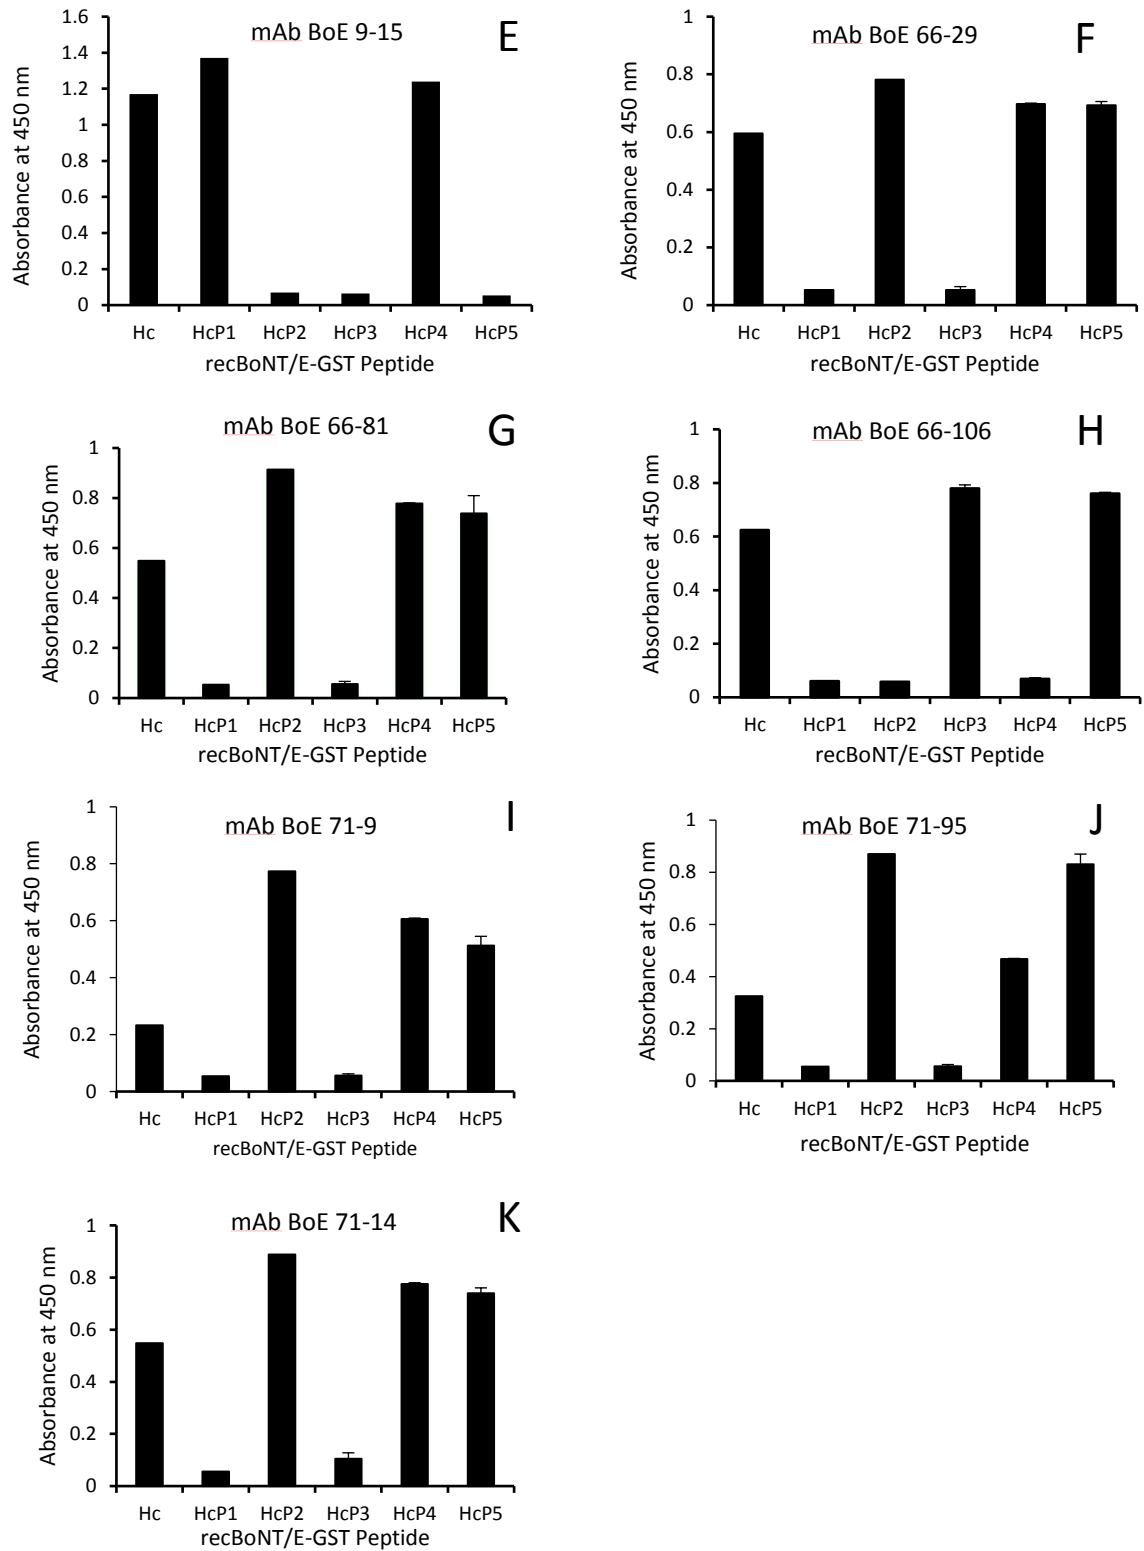 mAb BoE 9-15
E
Absorbance at 450 nm
1.6
1.4
1.2
1
0.8
0.6
0.4
0.2
0
Hc HcP1 HcP2 HcP3 HcP4 HcP5
recBoNT/E-GST Peptide
mAb BoE 66-29
F
Absorbance at 450 nm
1
0.8
0.6
0.4
0.2
0
Hc HcP1 HcP2 HcP3 HcP4 HcP5
recBoNT/E-GST Peptide
mAb BoE 66-81
G
Absorbance at 450 nm
1
0.8
0.6
0.4
0.2
0
Hc HcP1 HcP2 HcP3 HcP4 HcP5
recBoNT/E-GST Peptide
mAb BoE 66-106
H
Absorbance at 450 nm
1
0.8
0.6
0.4
0.2
0
Hc HcP1 HcP2 HcP3 HcP4 HcP5
recBoNT/E-GST Peptide
mAb BoE 71-9
I
Absorbance at 450 nm
1
0.8
0.6
0.4
0.2
0
Hc HcP1 HcP2 HcP3 HcP4 HcP5
recBoNT/E-GST Peptide
mAb BoE 71-95
J
Absorbance at 450 nm
1
0.8
0.6
0.4
0.2
0
Hc HcP1 HcP2 HcP3 HcP4 HcP5
recBoNT/E-GST Peptide
mAb BoE 71-14
K
Absorbance at 450 nm
1
0.8
0.6
0.4
0.2
0
Hc HcP1 HcP2 HcP3 HcP4 HcP5
recBoNT/E-GST Peptide